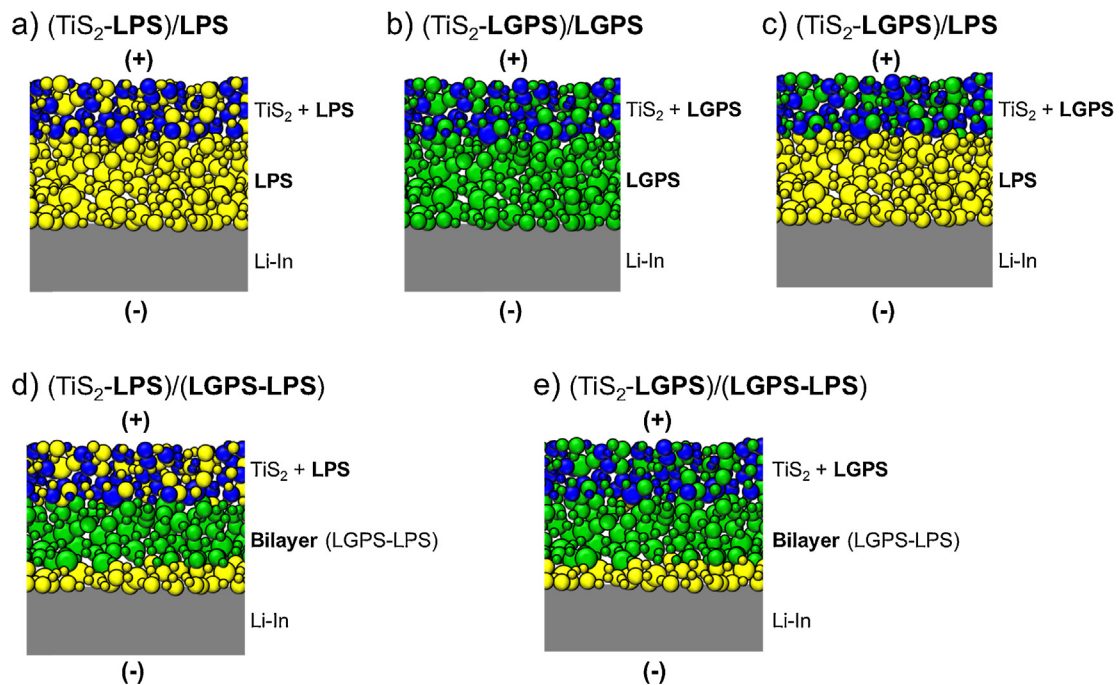 a) (TiS₂-LPS)/LPS
(+)
TiS₂ + LPS
LPS
Li-In
(-)
b) (TiS₂-LGPS)/LGPS
(+)
TiS₂ + LGPS
LGPS
Li-In
(-)
c) (TiS₂-LGPS)/LPS
(+)
TiS₂ + LGPS
LPS
Li-In
(-)
d) (TiS₂-LPS)/(LGPS-LPS)
(+)
TiS₂ + LPS
Bilayer (LGPS-LPS)
Li-In
(-)
e) (TiS₂-LGPS)/(LGPS-LPS)
(+)
TiS₂ + LGPS
Bilayer (LGPS-LPS)
Li-In
(-)